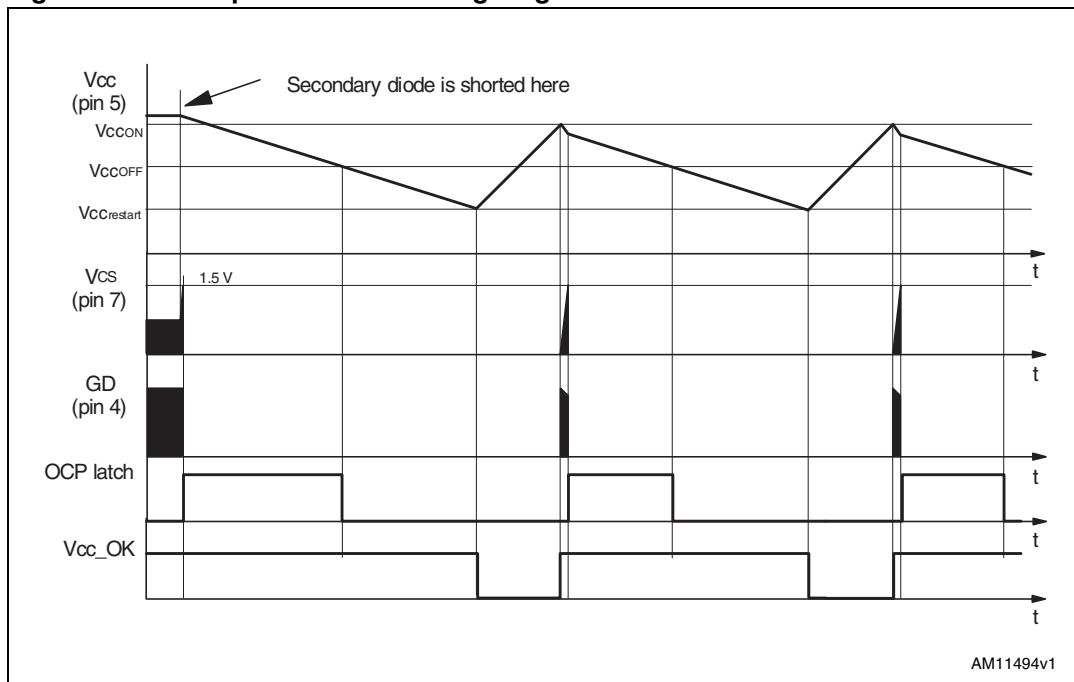 Vcc
(pin 5)
Secondary diode is shorted here
VccON
VccOFF
Vccrestart
t
Vcs
(pin 7)
1.5 V
t
GD
(pin 4)
t
OCP latch
t
Vcc_OK
t
AM11494v1